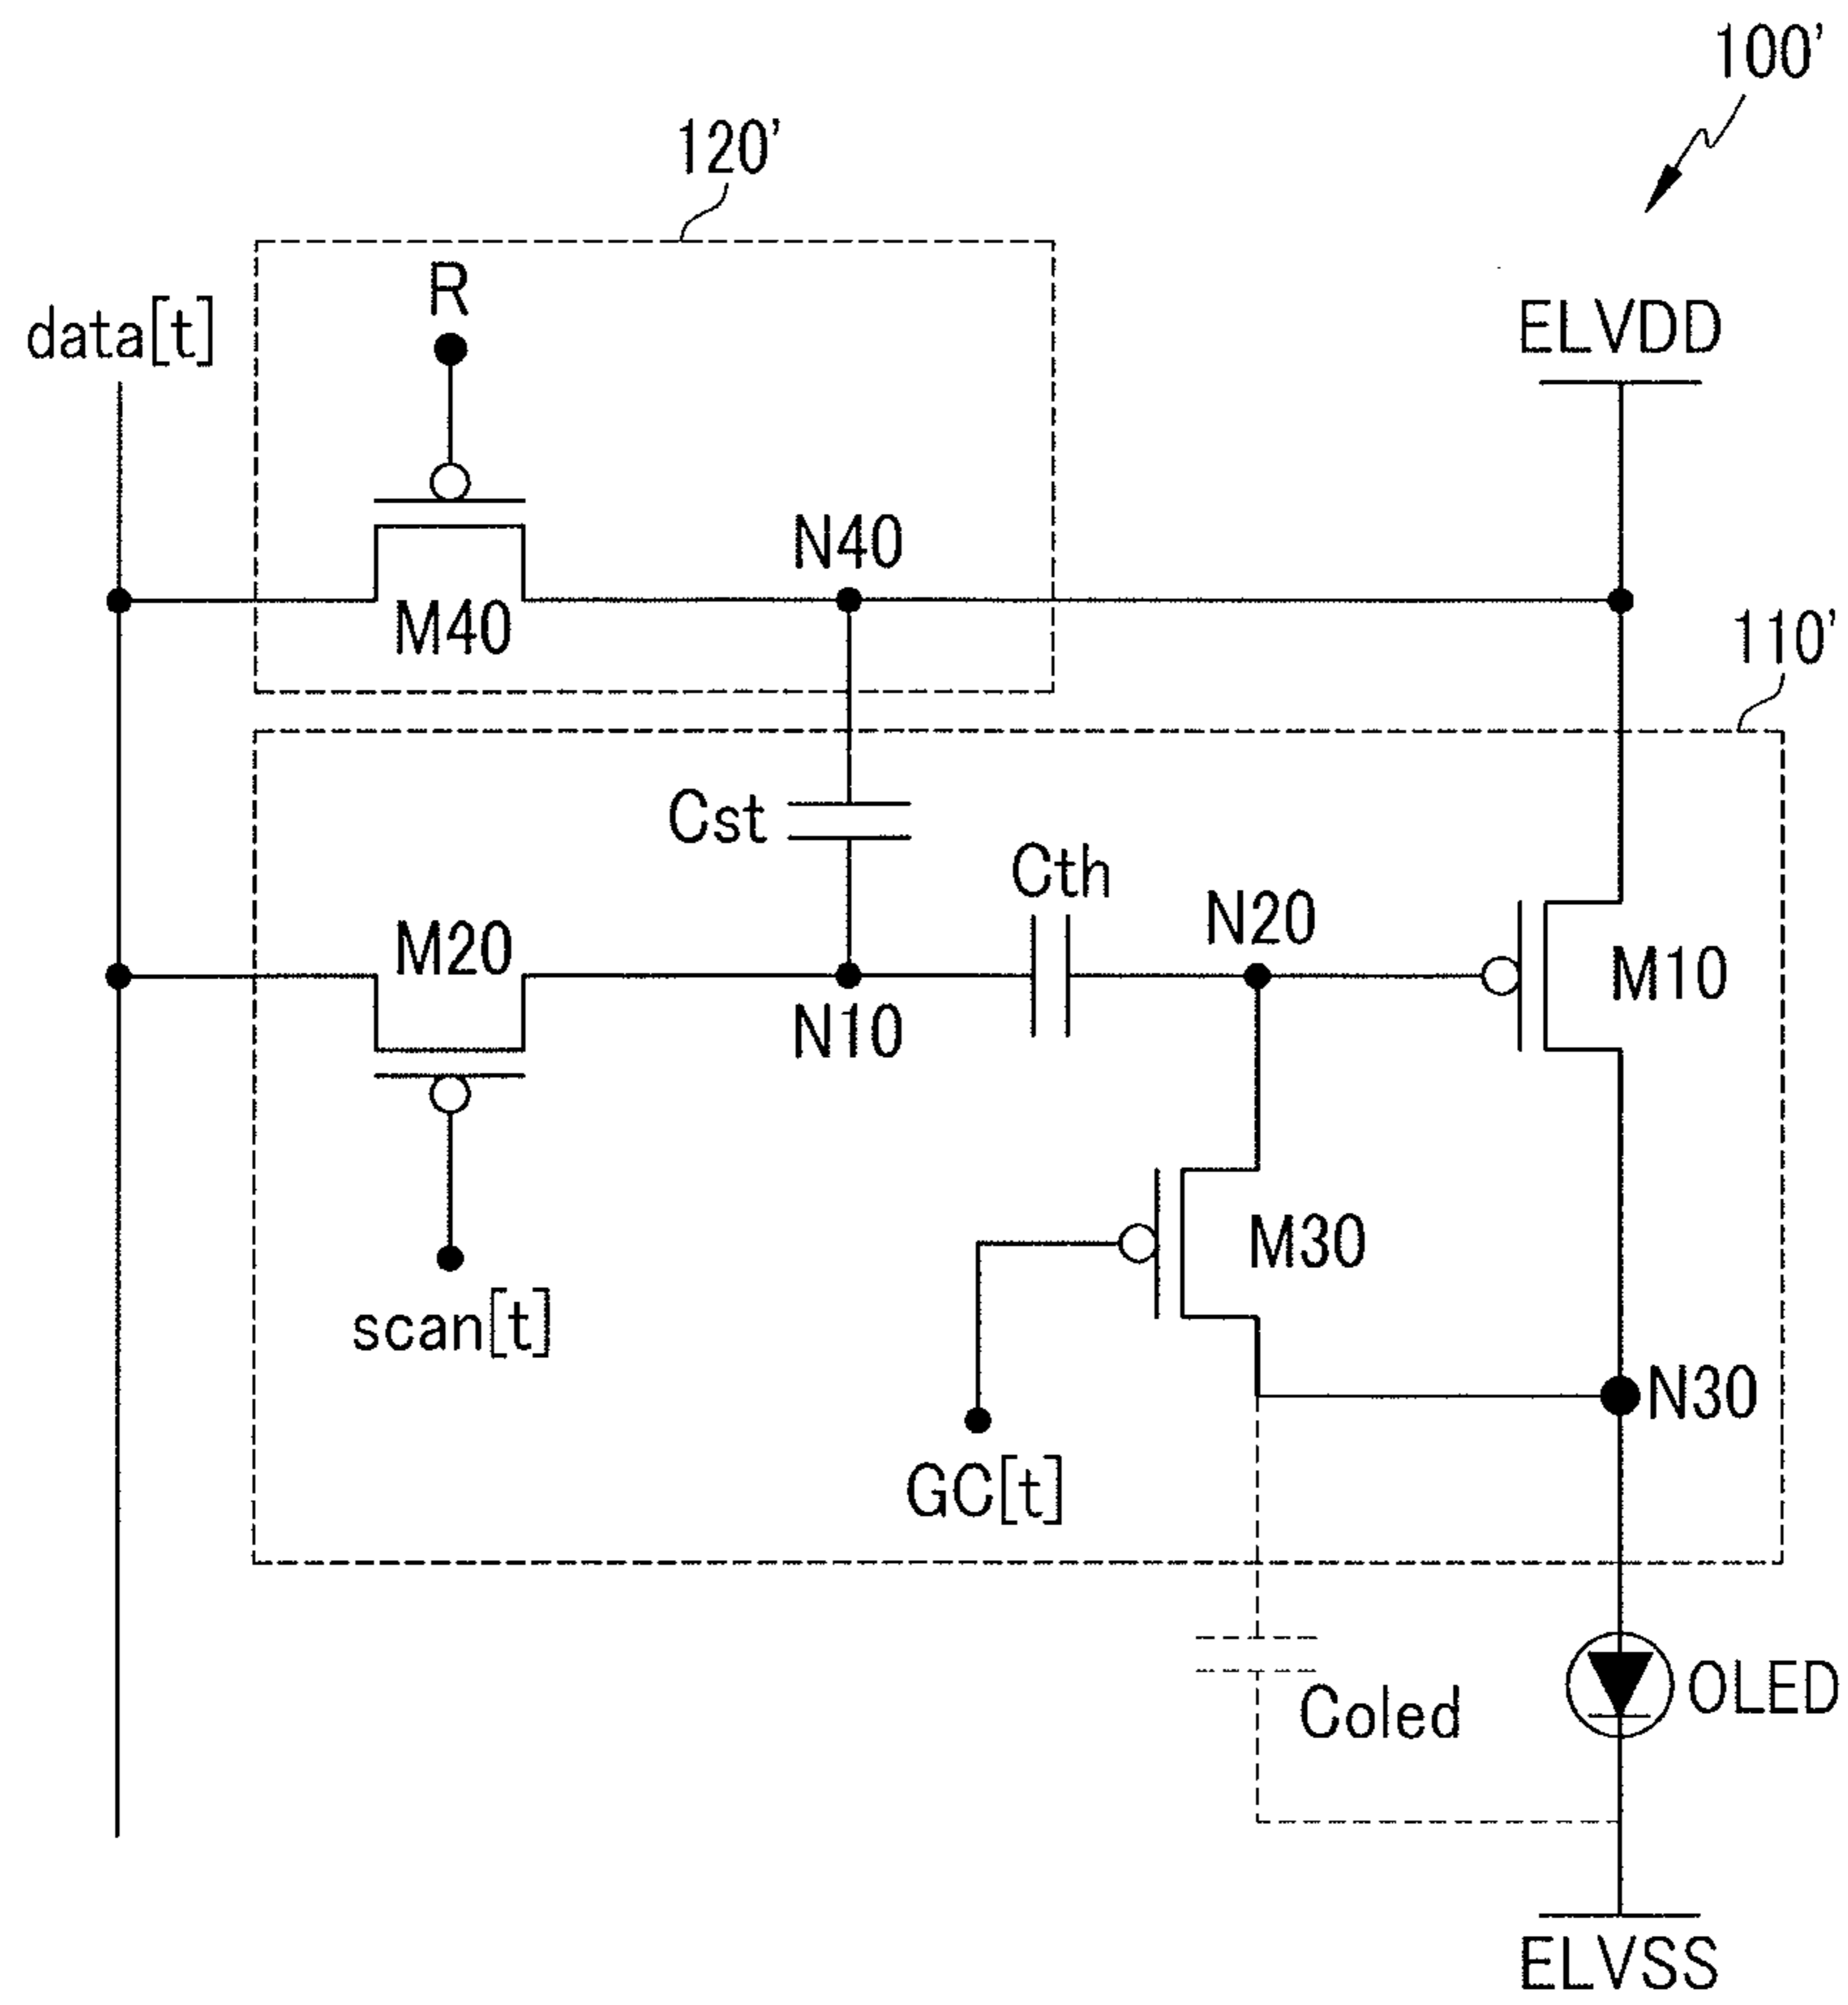 100'
120'
R
data[t]
ELVDD
N40
M40
110'
Cst
Cth
N20
M20
M10
N10
M30
scan[t]
N30
GC[t]
OLED
Coled
ELVSS